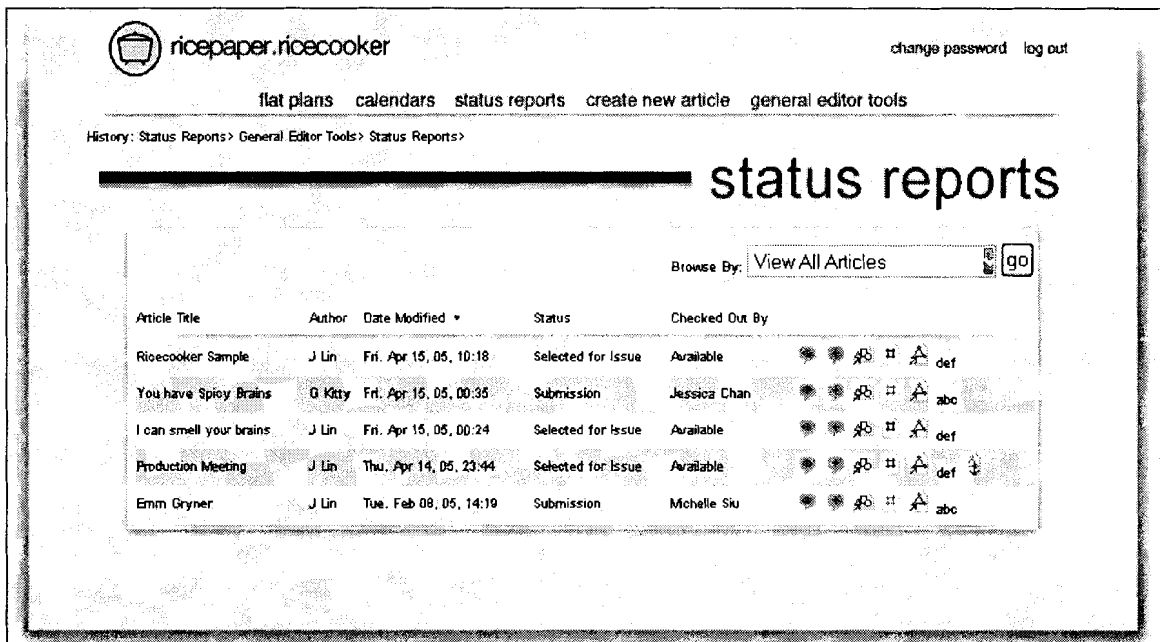 ricepaper.ricecooker
change password log out
flat plans calendars status reports create new article general editor tools
History: Status Reports> General Editor Tools> Status Reports>
status reports
Browse By: View All Articles go
Article Title Author Date Modified Status Checked Out By
Ricecooker Sample J Lin Fri. Apr 15, 05, 10:18 Selected for Issue Available def
You have Spicy Brains G Kitty Fri. Apr 15, 05, 00:35 Submission Jessica Chan abc
I can smell your brains J Lin Fri. Apr 15, 05, 00:24 Selected for Issue Available def
Production Meeting J Lin Thu. Apr 14, 05, 23:44 Selected for Issue Available def
Emm Gryner J Lin Tue. Feb 08, 05, 14:19 Submission Michelle Siu abc